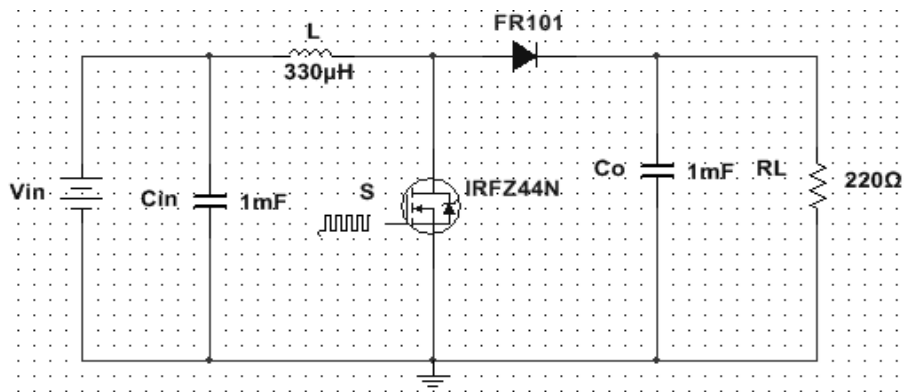 L
FR101
330µH
Vin
Cin
1mF
S
IRFZ44N
Co
1mF
RL
220Ω